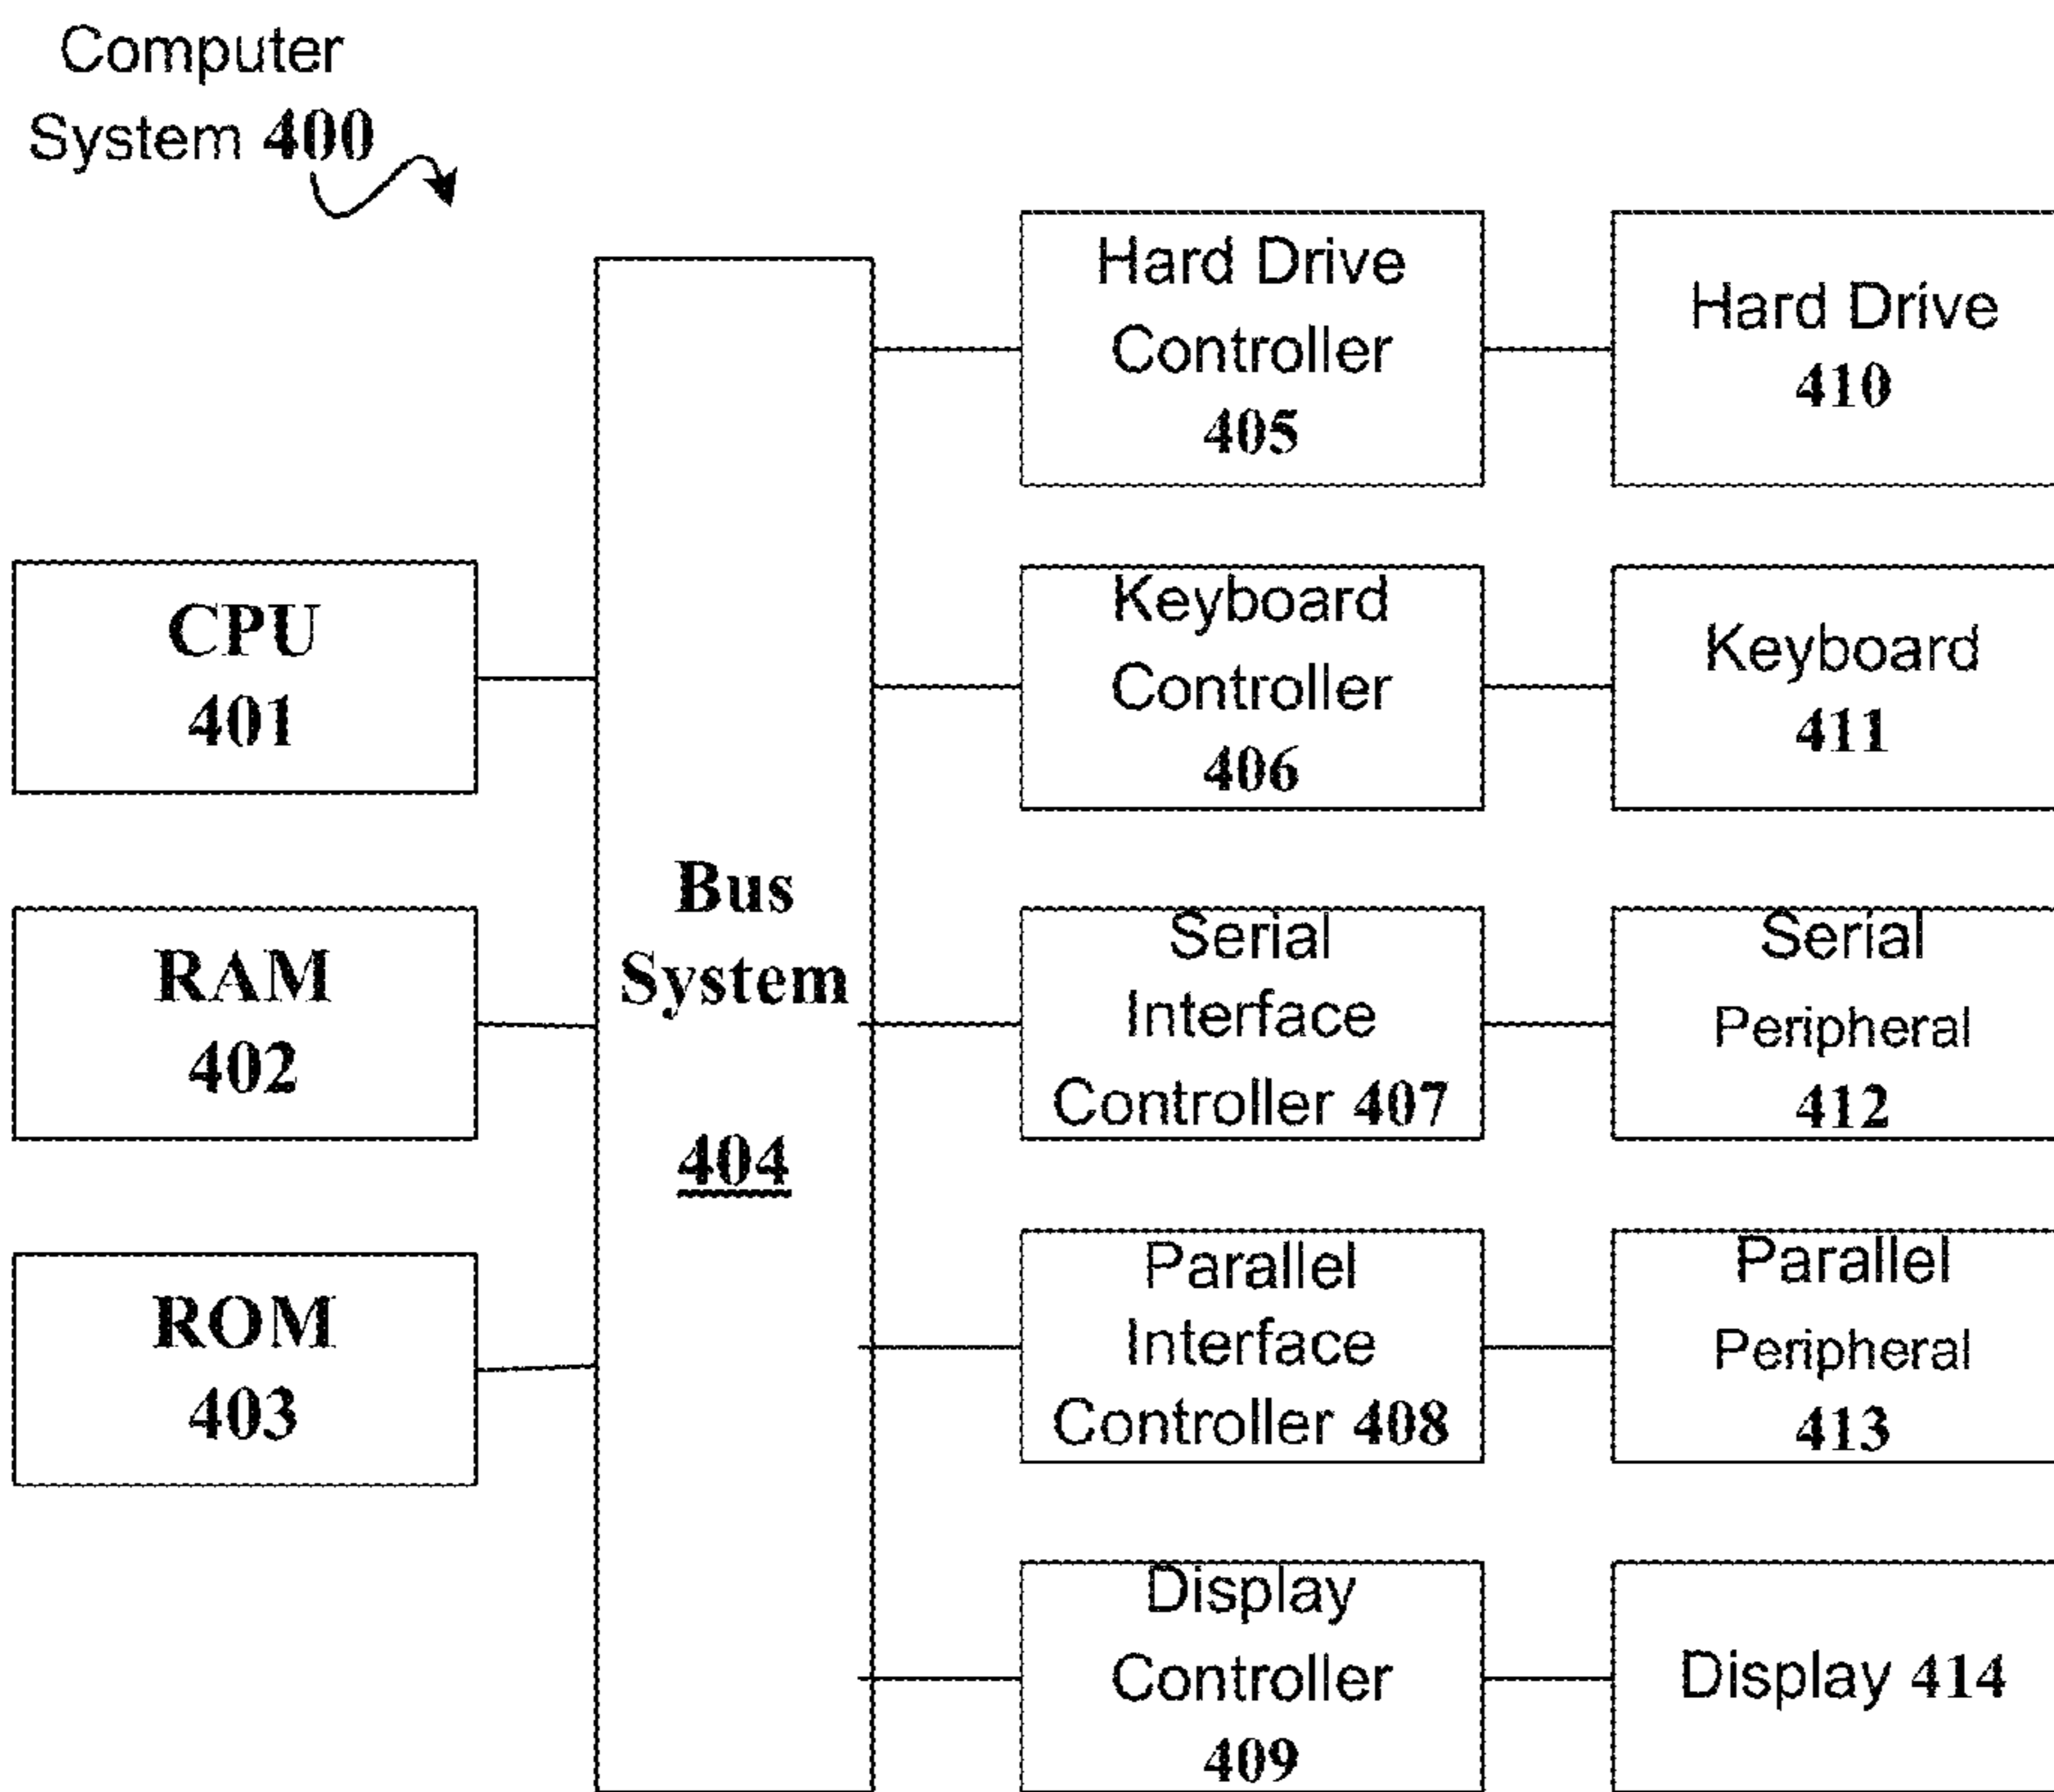 Computer
System 400
Hard Drive
Controller
405
Hard Drive
410
CPU
401
Keyboard
Controller
406
Keyboard
411
Bus
System
404
RAM
402
Serial
Interface
Controller 407
Serial
Peripheral
412
ROM
403
Parallel
Interface
Controller 408
Parallel
Peripheral
413
Display
Controller
409
Display 414